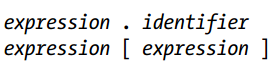 expression . identifier
expression [ expression ]